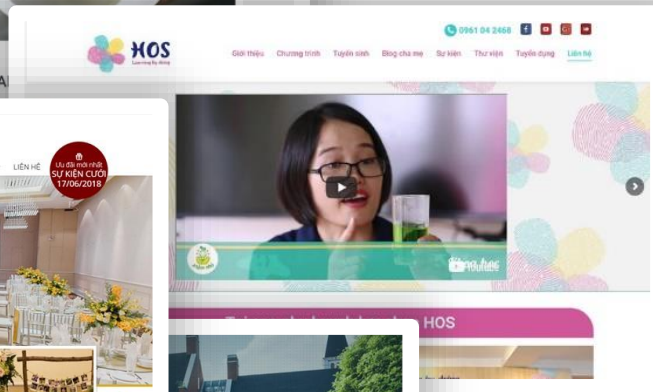 0961 04 2468
HOS
Learning by doing
Giới thiệu Chương trình Tuyển sinh Blog cha mẹ Sự kiện Thư viện Tuyển dụng Liên hệ
LIÊN HỆ
Ưu đãi mới nhất
SỰ KIỆN CƯỚI
17/06/2018
HOS